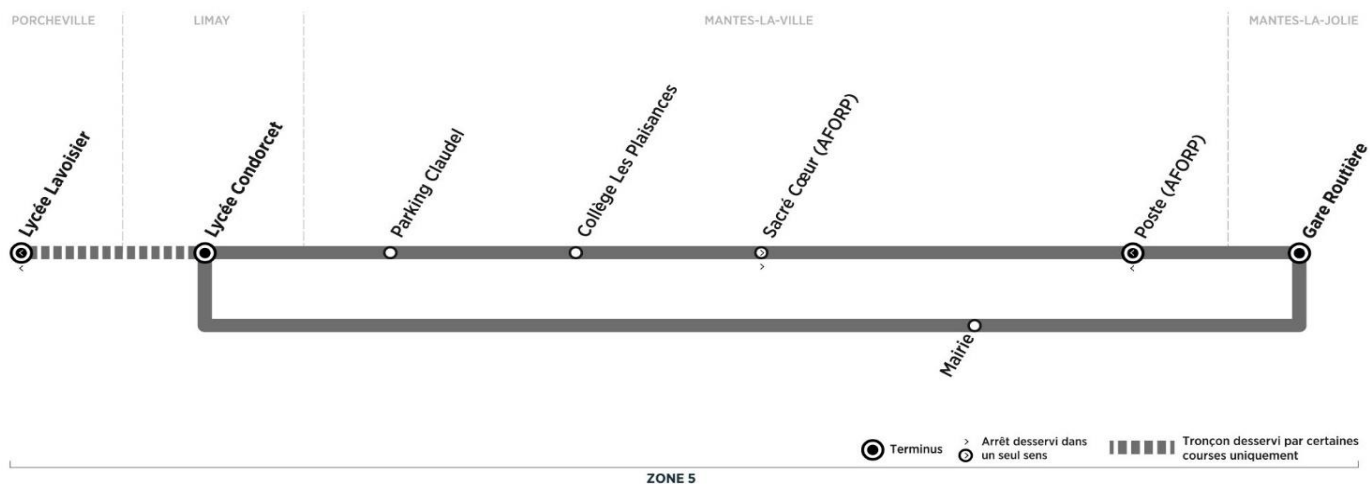 PORCHEVILLE
LIMAY
MANTES-LA-VILLE
MANTES-LA-JOLIE
Lycée Lavoisier
Lycée Condorcet
Parking Claudel
Collège Les Plaisances
Sacré Cœur (AFORP)
Poste (AFORP)
Gare Routière
Mairie
Terminus
Arrêt desservi dans
un seul sens
Tronçon desservi par certaines
courses uniquement
ZONE 5